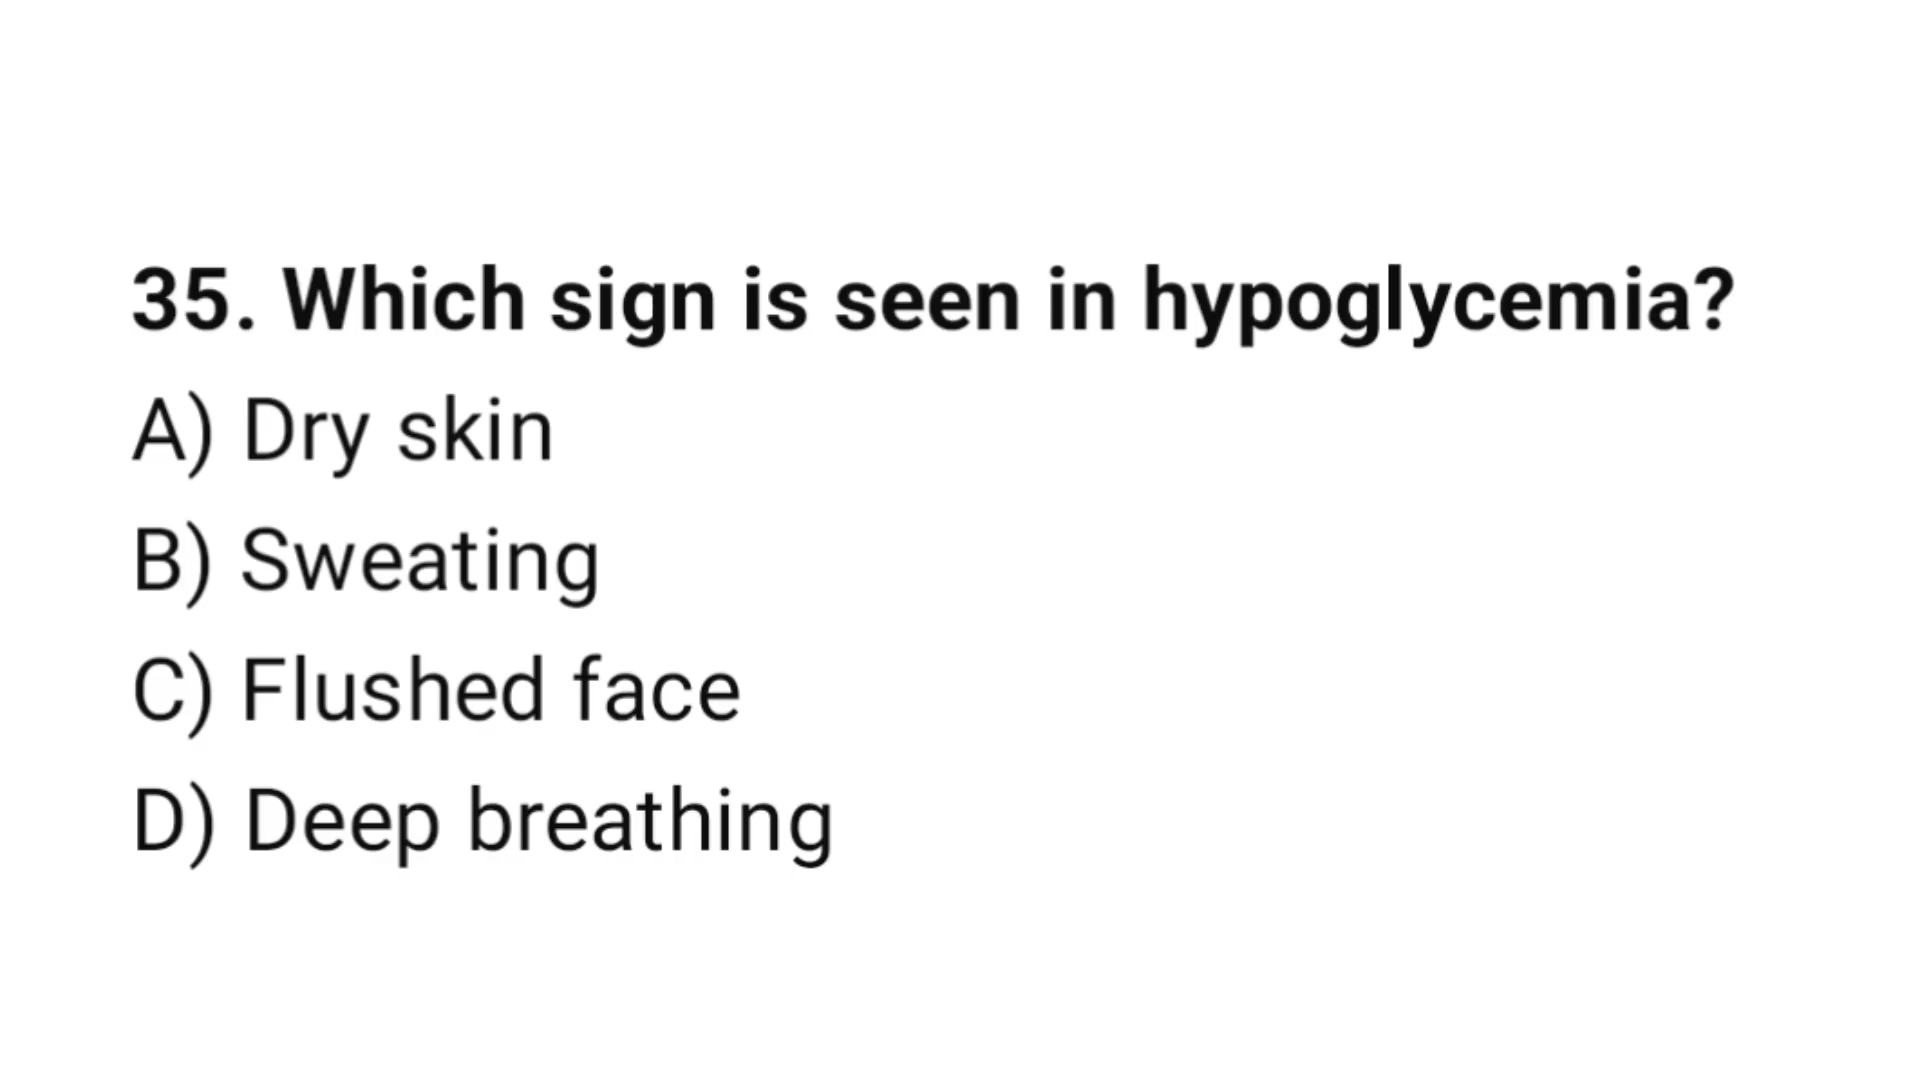 35. Which sign is seen in hypoglycemia?
A) Dry skin
B) Sweating
C) Flushed face
D) Deep breathing